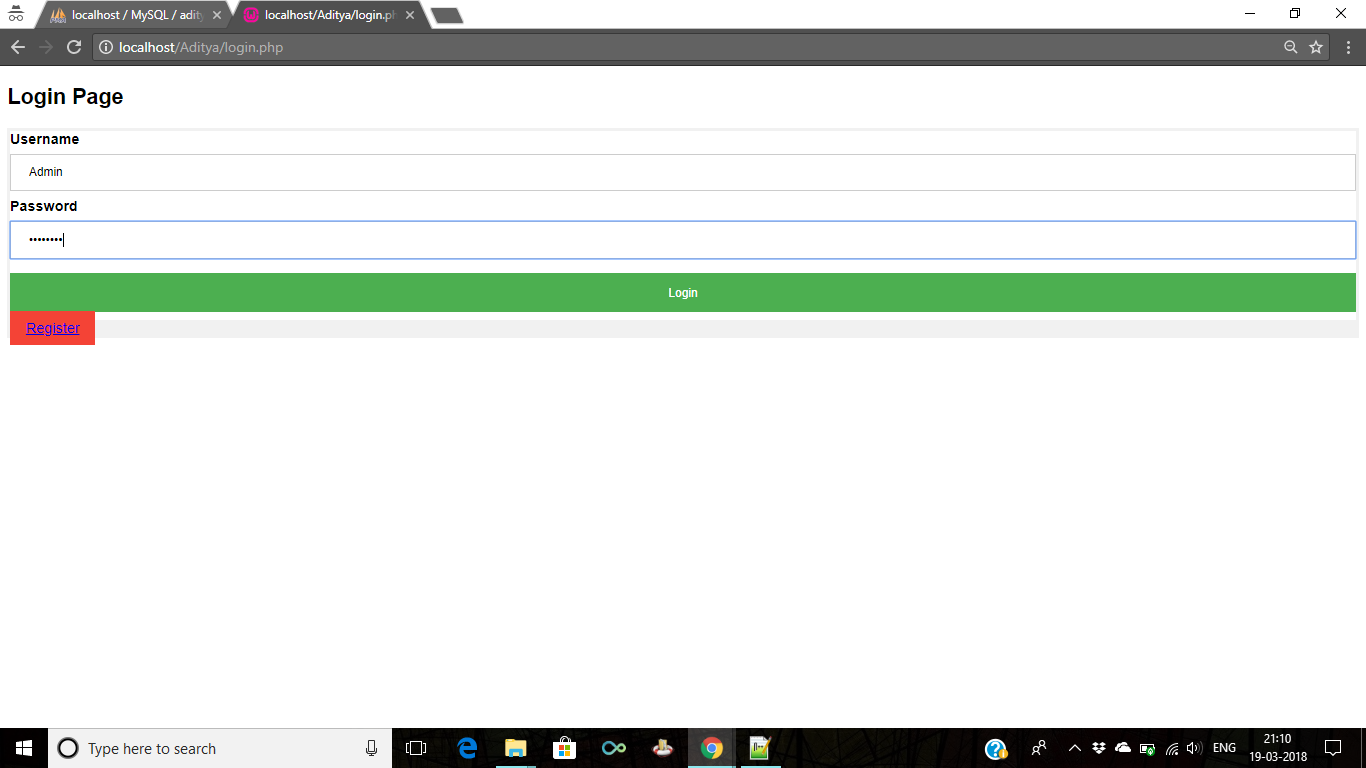 localhost / MySQL / adity
localhost/Aditya/login.ph
localhost/Aditya/login.php
Login Page
Username
Admin
Password
••••••••
Login
Register
Type here to search
ENG
21:10
19-03-2018